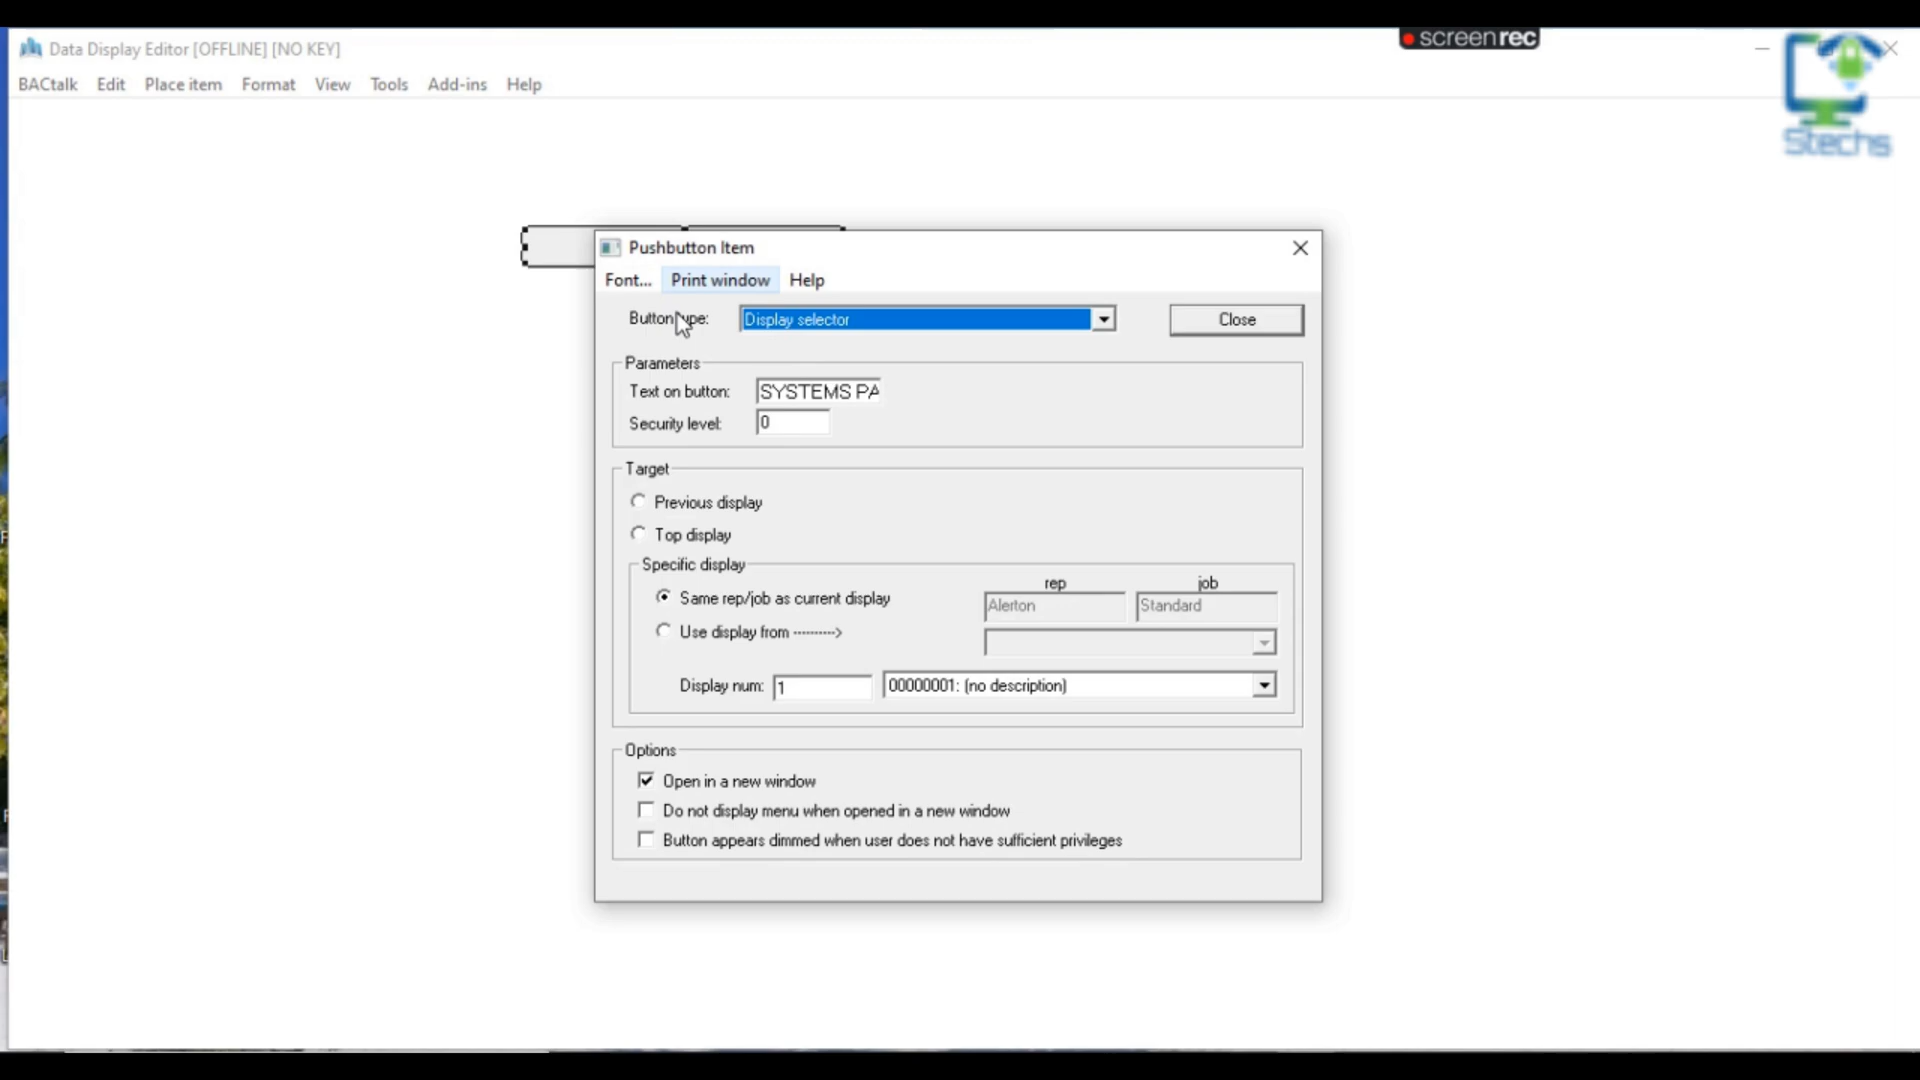 Data Display Editor [OFFLINE] [NO KEY]
screenrec
BACtalk Edit Place item Format View Tools Add-ins Help
Stechs
Pushbutton Item
Font... Print window Help
Button type: Display selector Close
Parameters
Text on button: SYSTEMS PA
Security level: 0
Target
Previous display
Top display
Specific display
rep job
Same rep/job as current display Alerton Standard
Use display from ---------->
Display num: 1 00000001: (no description)
Options
Open in a new window
Do not display menu when opened in a new window
Button appears dimmed when user does not have sufficient privileges